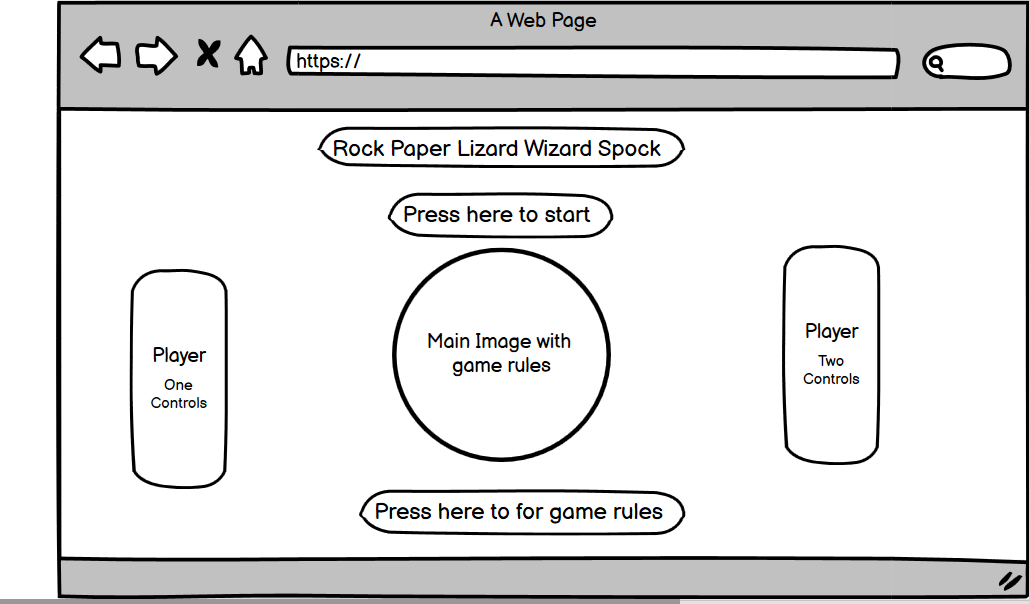 A Web Page
https://
Rock Paper Lizard Wizard Spock
Press here to start
Main Image with
game rules
Player
One
Controls
Player
Two
Controls
Press here to for game rules